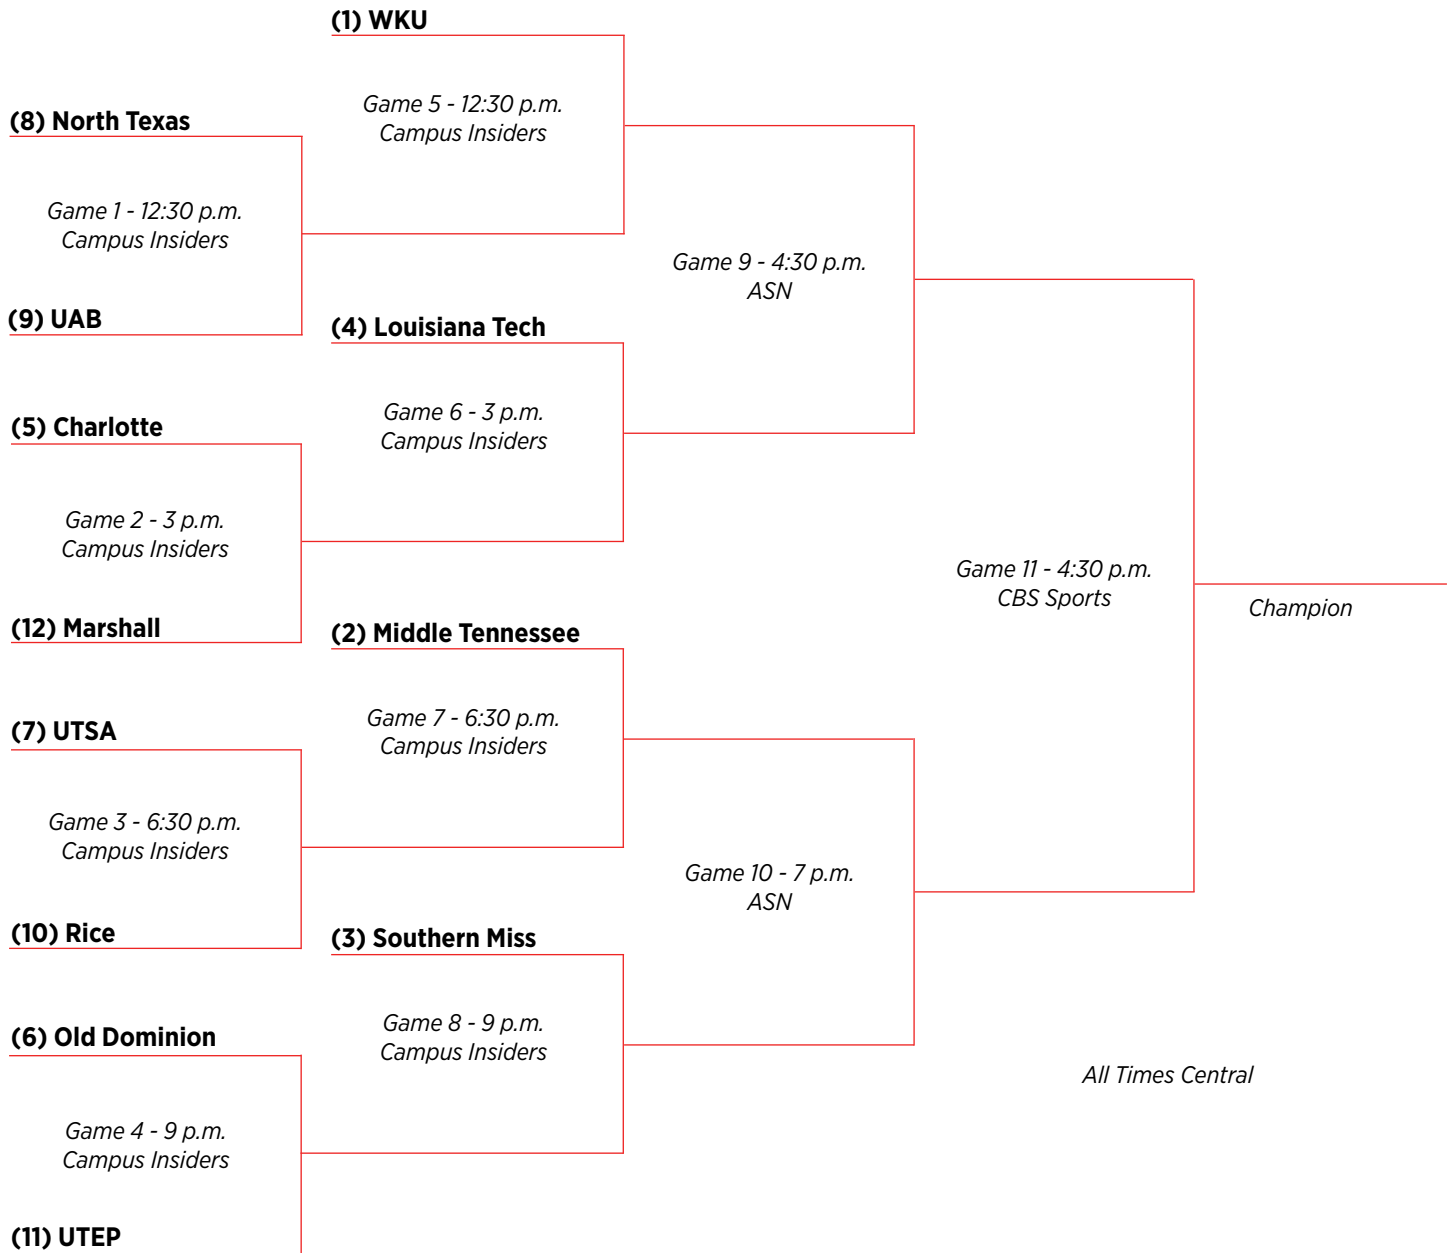 (1) WKU
Game 5 - 12:30 p.m.
Campus Insiders
(8) North Texas
Game 1 - 12:30 p.m.
Campus Insiders
(9) UAB
Game 9 - 4:30 p.m.
ASN
(4) Louisiana Tech
Game 6 - 3 p.m.
Campus Insiders
(5) Charlotte
Game 2 - 3 p.m.
Campus Insiders
(12) Marshall
Game 11 - 4:30 p.m.
CBS Sports
Champion
(2) Middle Tennessee
Game 7 - 6:30 p.m.
Campus Insiders
(7) UTSA
Game 3 - 6:30 p.m.
Campus Insiders
(10) Rice
Game 10 - 7 p.m.
ASN
(3) Southern Miss
Game 8 - 9 p.m.
Campus Insiders
(6) Old Dominion
Game 4 - 9 p.m.
Campus Insiders
(11) UTEP
All Times Central